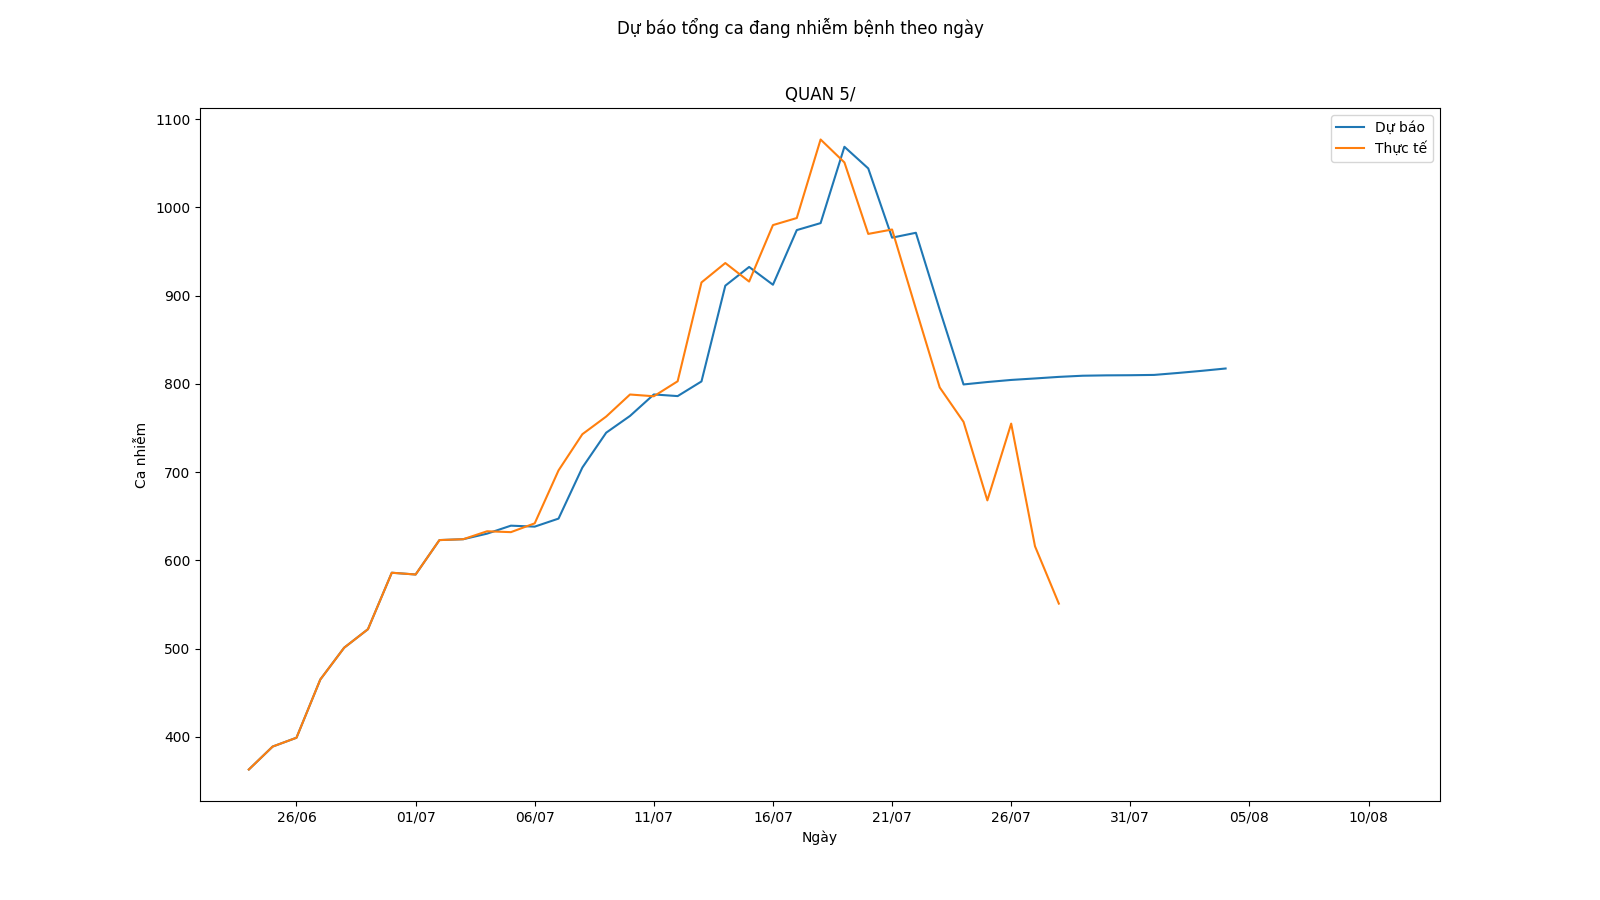 Dự báo tổng ca đang nhiễm bệnh theo ngày
QUAN 5/
Dự báo
Thực tế
1100
1000
900
800
700
600
500
400
Ca nhiễm
26/06 01/07 06/07 11/07 16/07 21/07 26/07 31/07 05/08 10/08
Ngày